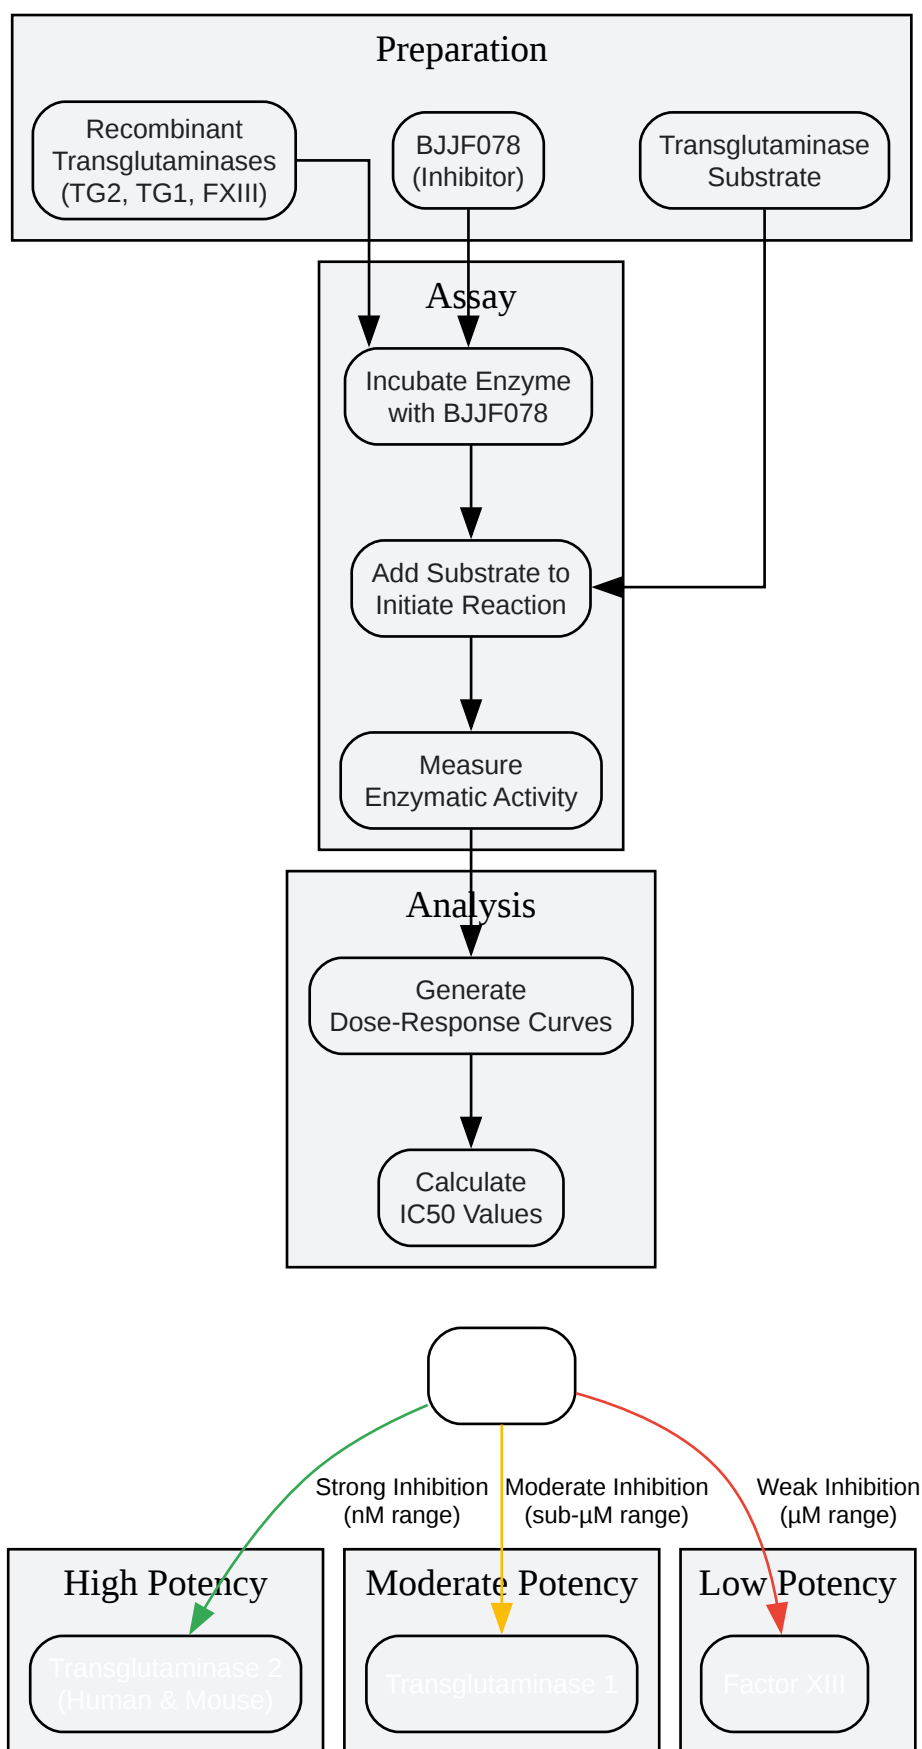 Preparation
Recombinant
Transglutaminases
(TG2, TG1, FXIII)
BJJF078
(Inhibitor)
Transglutaminase
Substrate
Assay
Incubate Enzyme
with BJJF078
Add Substrate to
Initiate Reaction
Measure
Enzymatic Activity
Analysis
Generate
Dose-Response Curves
Calculate
IC50 Values
Strong Inhibition
(nM range)
Moderate Inhibition
(sub-µM range)
Weak Inhibition
(µM range)
High Potency
Transglutaminase 2
(Human & Mouse)
Moderate Potency
Transglutaminase 1
Low Potency
Factor XIII